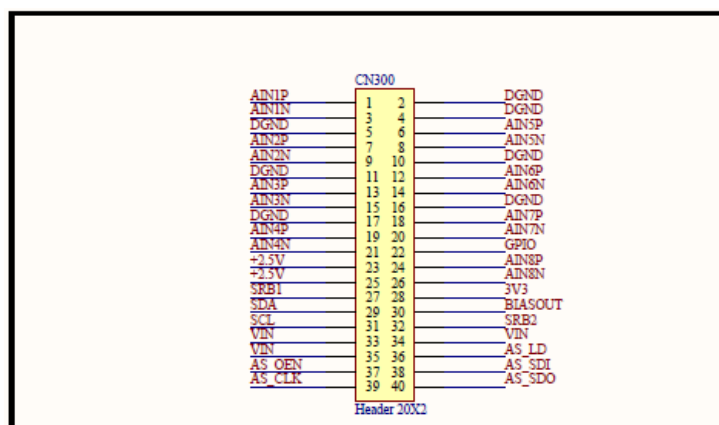 CN300
AIN1P 1 2 DGND
AIN1N 3 4 DGND
DGND 5 6 AIN5P
AIN2P 7 8 AIN5N
AIN2N 9 10 DGND
DGND 11 12 AIN6P
AIN3P 13 14 AIN6N
AIN3N 15 16 DGND
DGND 17 18 AIN7P
AIN4P 19 20 AIN7N
AIN4N 21 22 GPIO
+2.5V 23 24 AIN8P
+2.5V 25 26 AIN8N
SRB1 27 28 3V3
SDA 29 30 BIASOUT
SCL 31 32 SRB2
VIN 33 34 VIN
VIN 35 36 AS_LD
AS_OEN 37 38 AS_SDI
AS_CLK 39 40 AS_SDO
Header 20X2